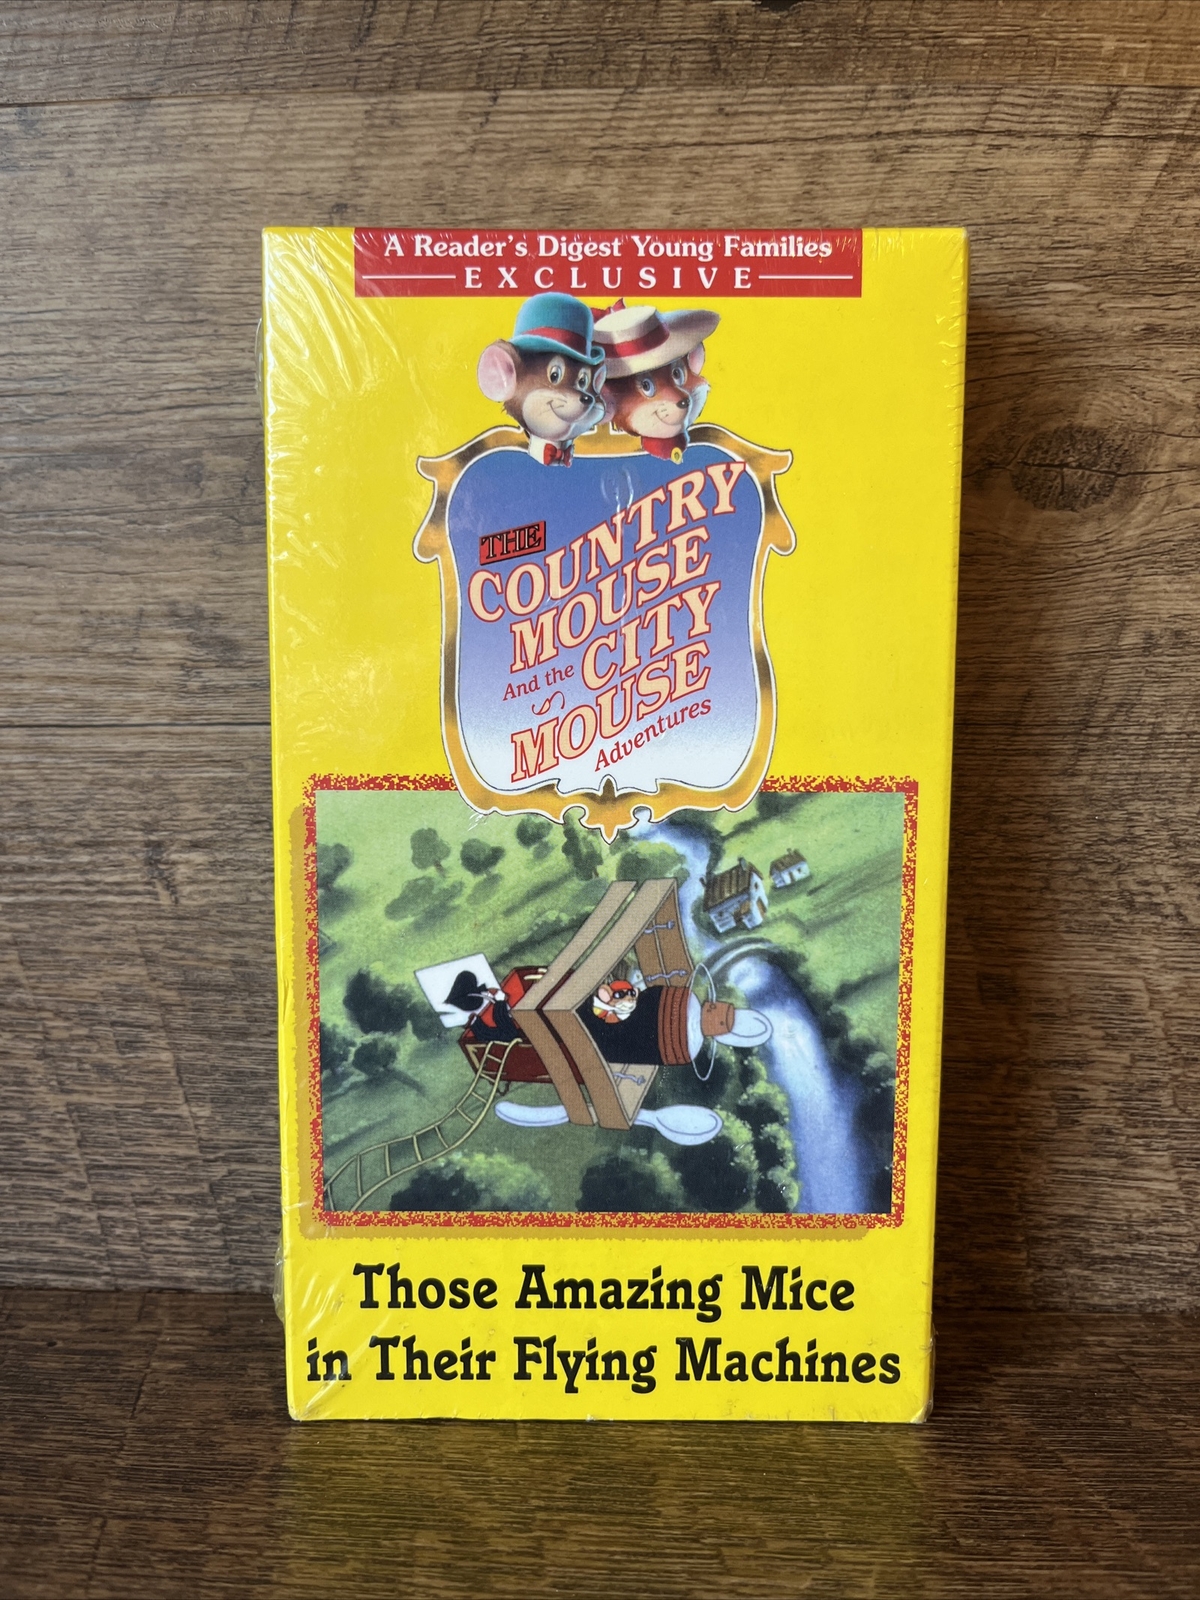 A Reader's Digest Young Families
EXCLUSIVE
THE
COUNTRY
MOUSE
And the CITY
MOUSE
Adventures
Those Amazing Mice
in Their Flying Machines